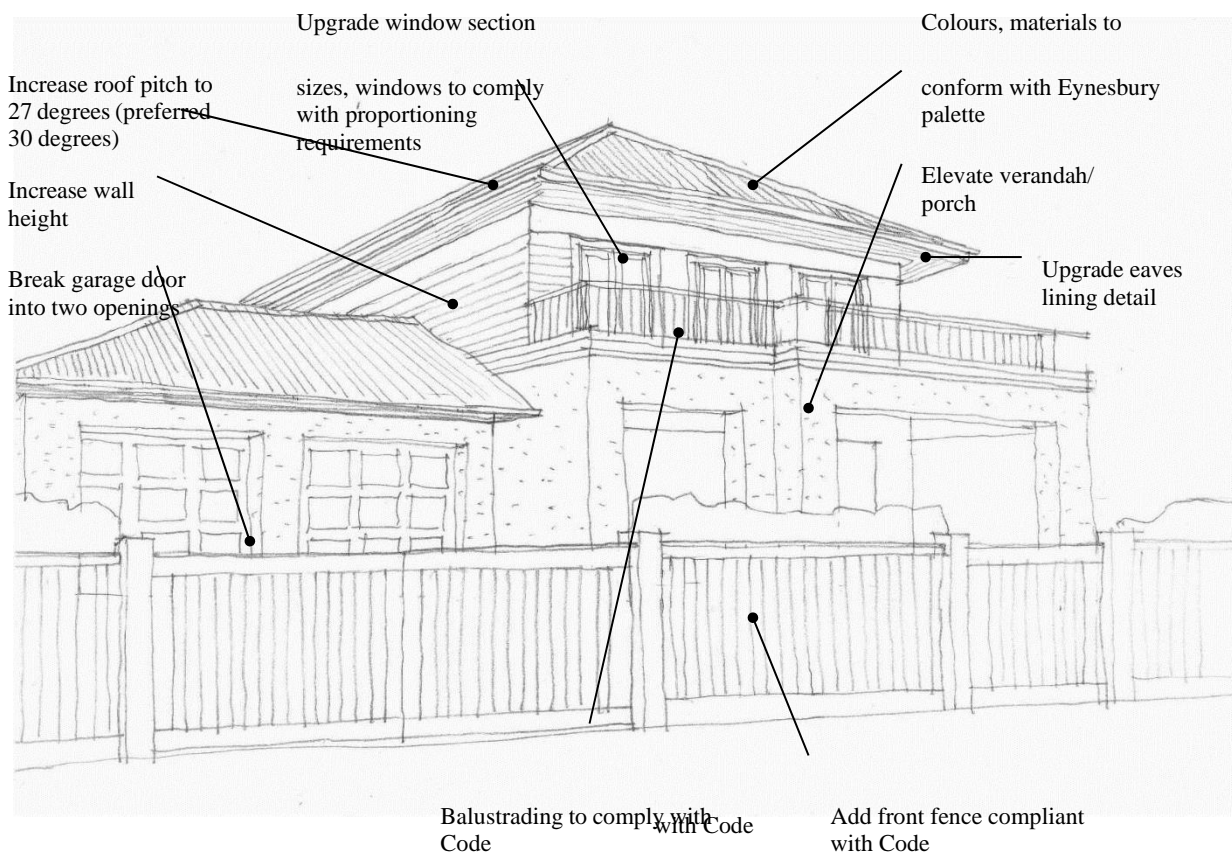 Upgrade window section
sizes, windows to comply
with proportioning
requirements
Colours, materials to
conform with Eynesbury
palette
Increase roof pitch to
27 degrees (preferred
30 degrees)
Increase wall
height
Break garage door
into two openings
Elevate verandah/
porch
Upgrade eaves
lining detail
Balustrading to comply with
Code
with Code
Add front fence compliant
with Code